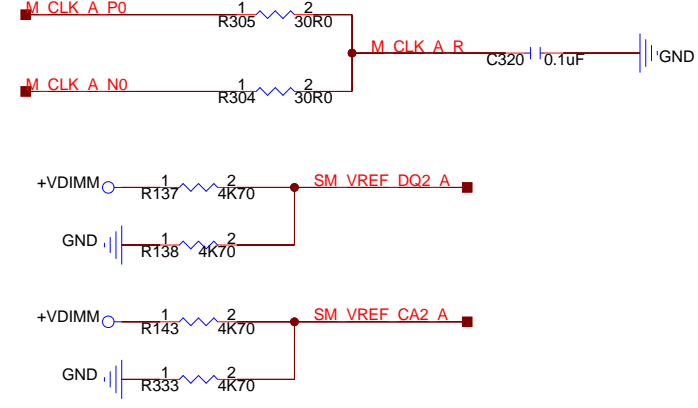 M_CLK_A_P0 1 2
R305 30R0
M_CLK_A_R
C320 0.1uF GND
M_CLK_A_N0 1 2
R304 30R0
+VDIMM 1 2 SM_VREF_DQ2_A
R137 4K70
GND 1 2
R138 4K70
+VDIMM 1 2 SM_VREF_CA2_A
R143 4K70
GND 1 2
R333 4K70